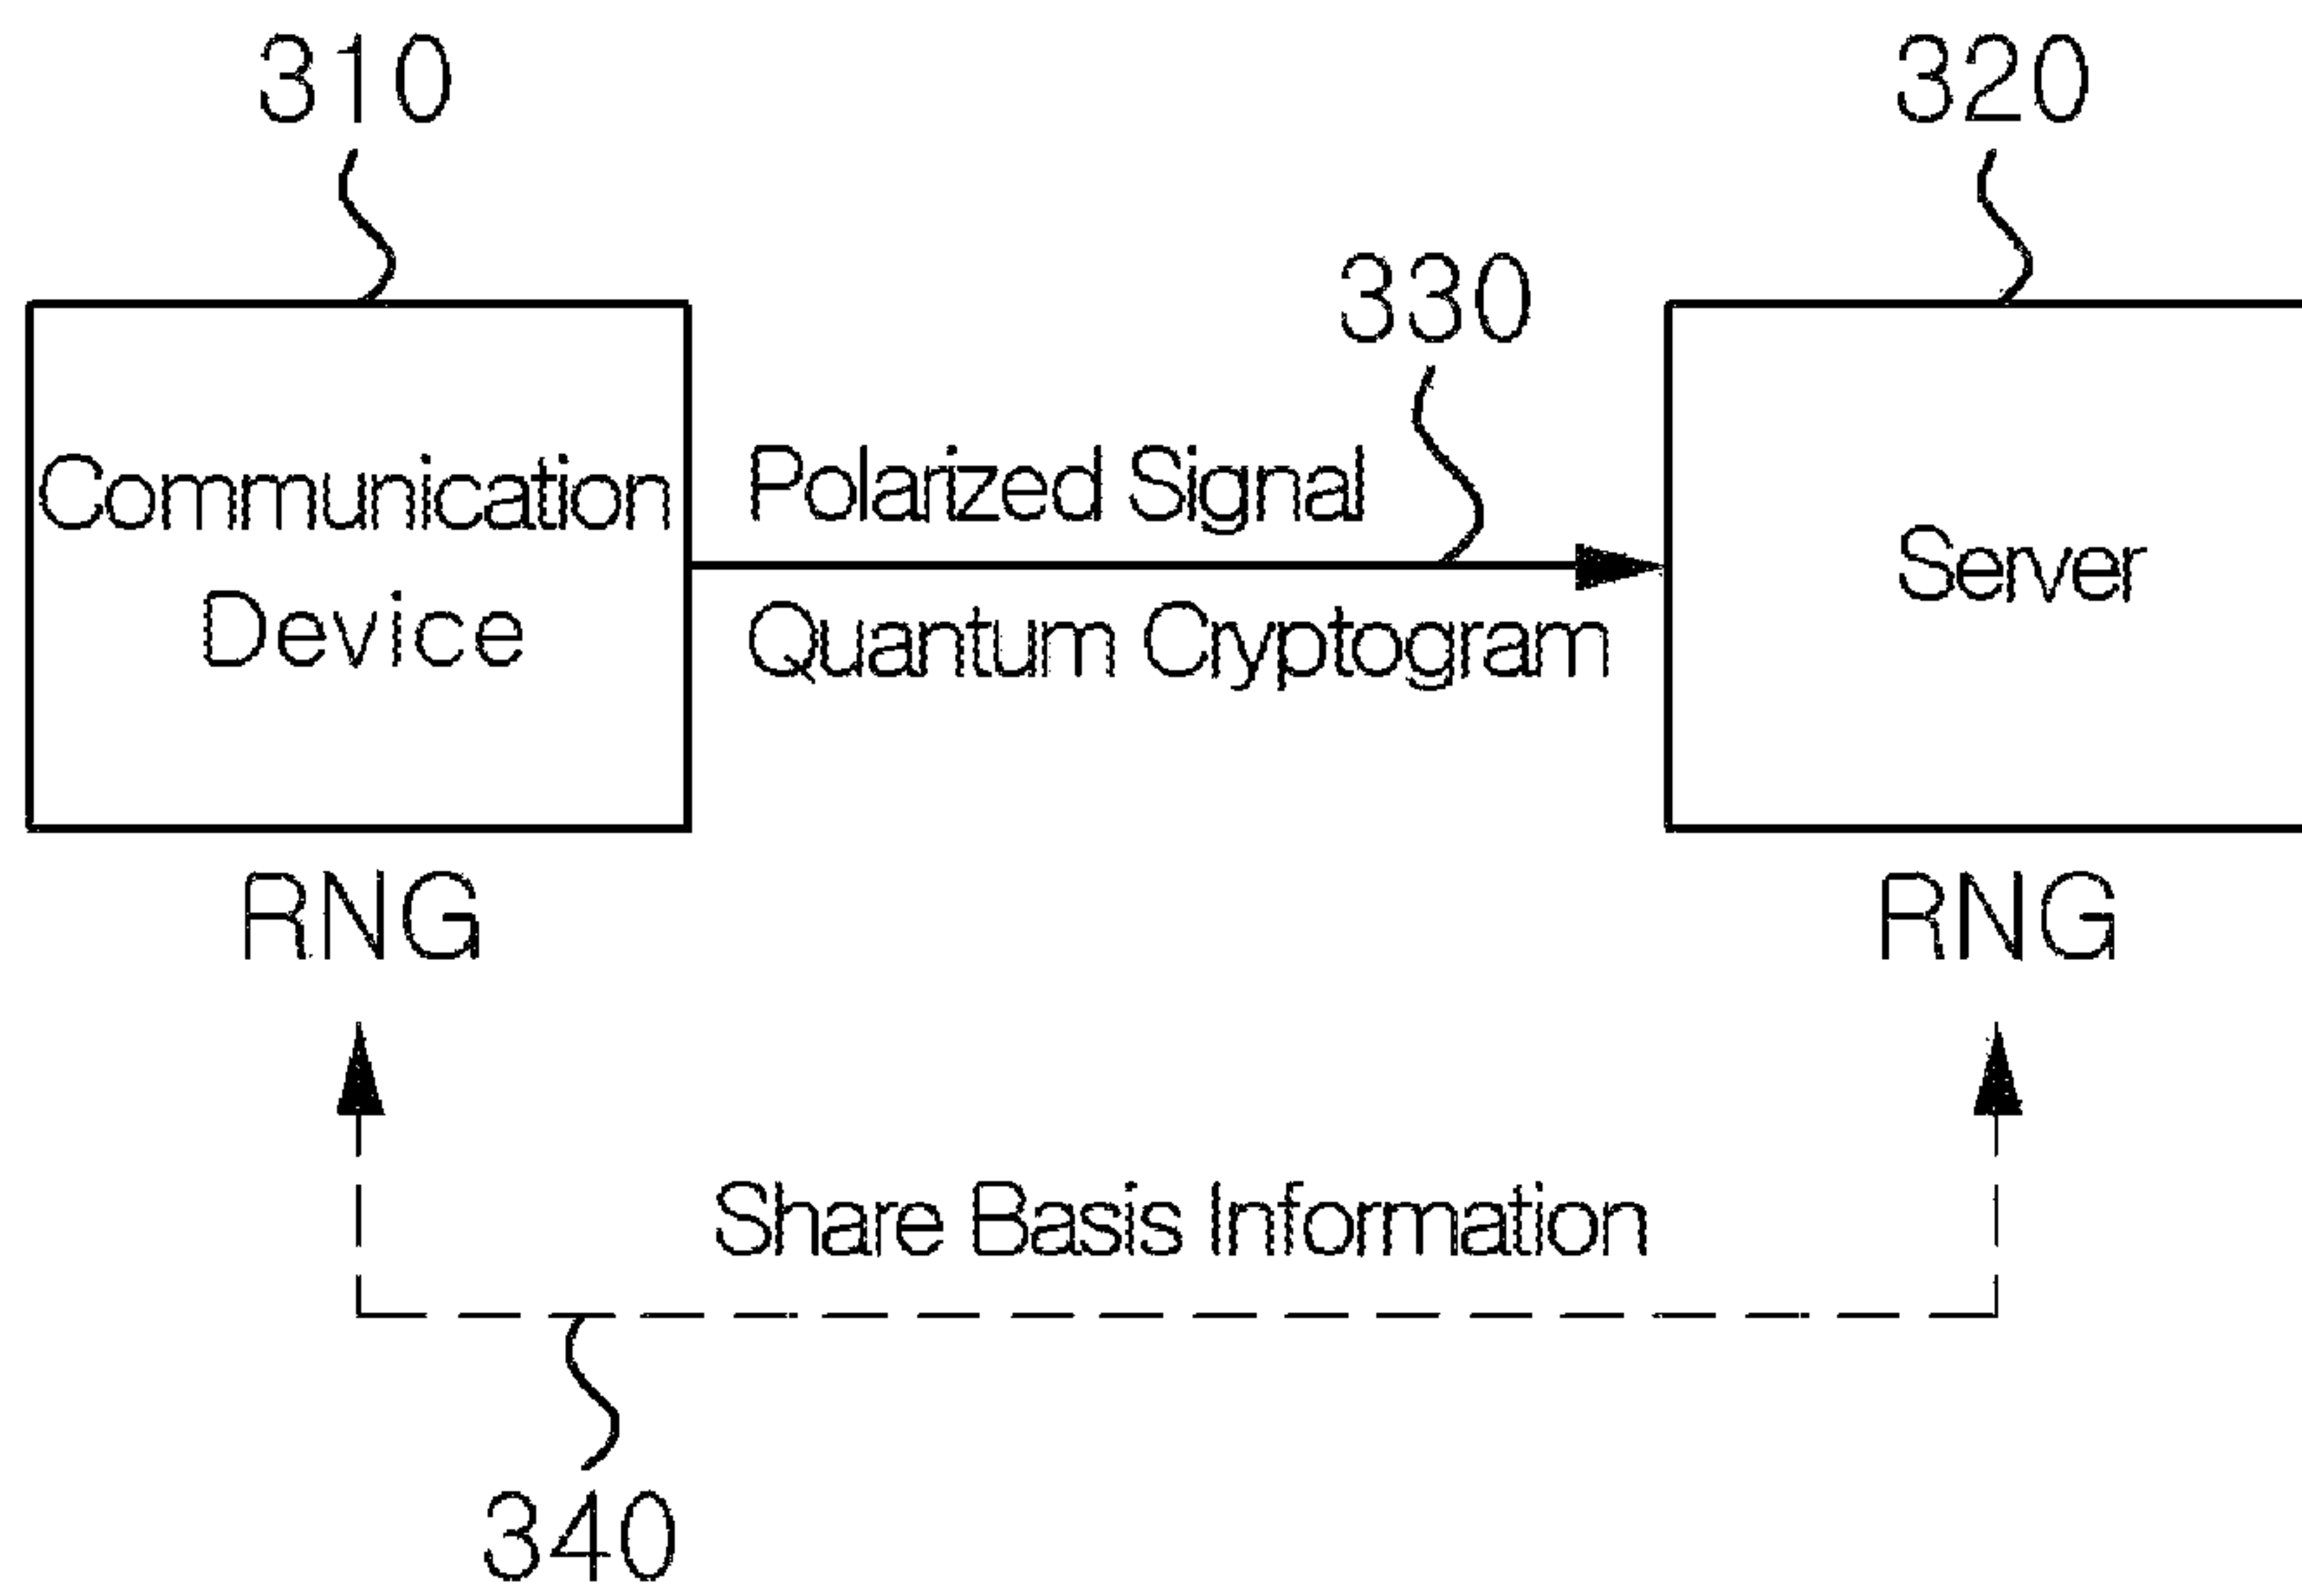 310
320
330
Communication
Device
Polarized Signal
Quantum Cryptogram
Server
RNG
RNG
Share Basis Information
340